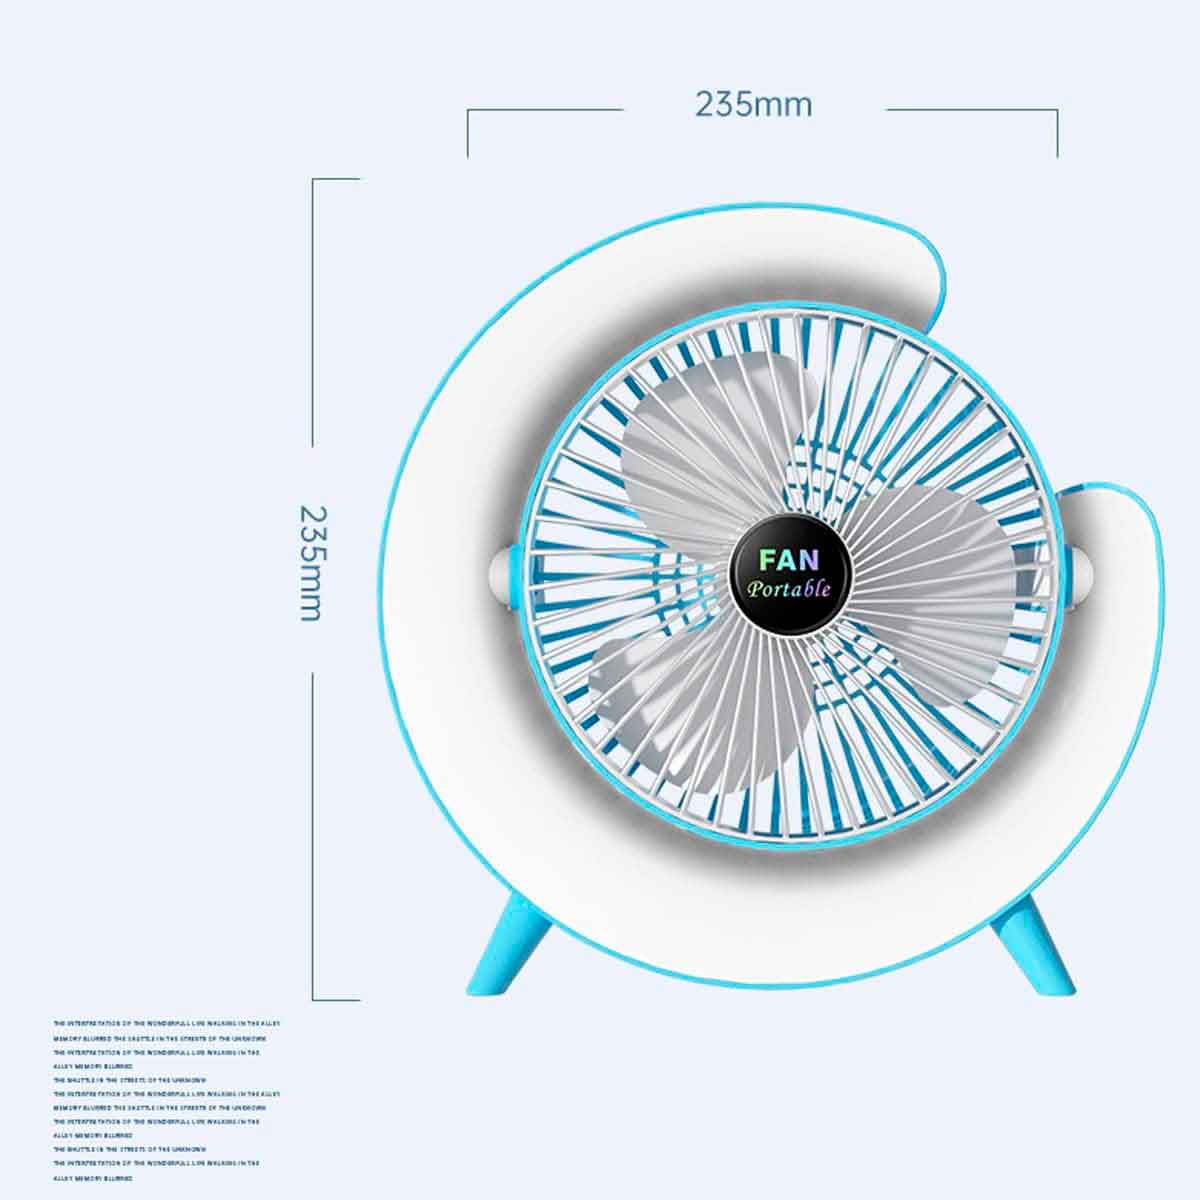 235mm
235mm
FAN
Portable
THE INTERPRETATION OF THE WONDERFULL LIFE WALKING IN THE ALLEY
MEMORY BLURRED THE SHUTTLE IN THE STREETS OF THE UNKNOWN
THE INTERPRETATION OF THE WONDERFULL LIFE WALKING IN THE
ALLEY MEMORY BLURRED
THE SHUTTLE IN THE STREETS OF THE UNKNOWN
THE INTERPRETATION OF THE WONDERFULL LIFE WALKING IN THE ALLEY
MEMORY BLURRED THE SHUTTLE IN THE STREETS OF THE UNKNOWN
THE INTERPRETATION OF THE WONDERFULL LIFE WALKING IN THE
ALLEY MEMORY BLURRED
THE SHUTTLE IN THE STREETS OF THE UNKNOWN
THE INTERPRETATION OF THE WONDERFULL LIFE WALKING IN THE
ALLEY MEMORY BLURRED